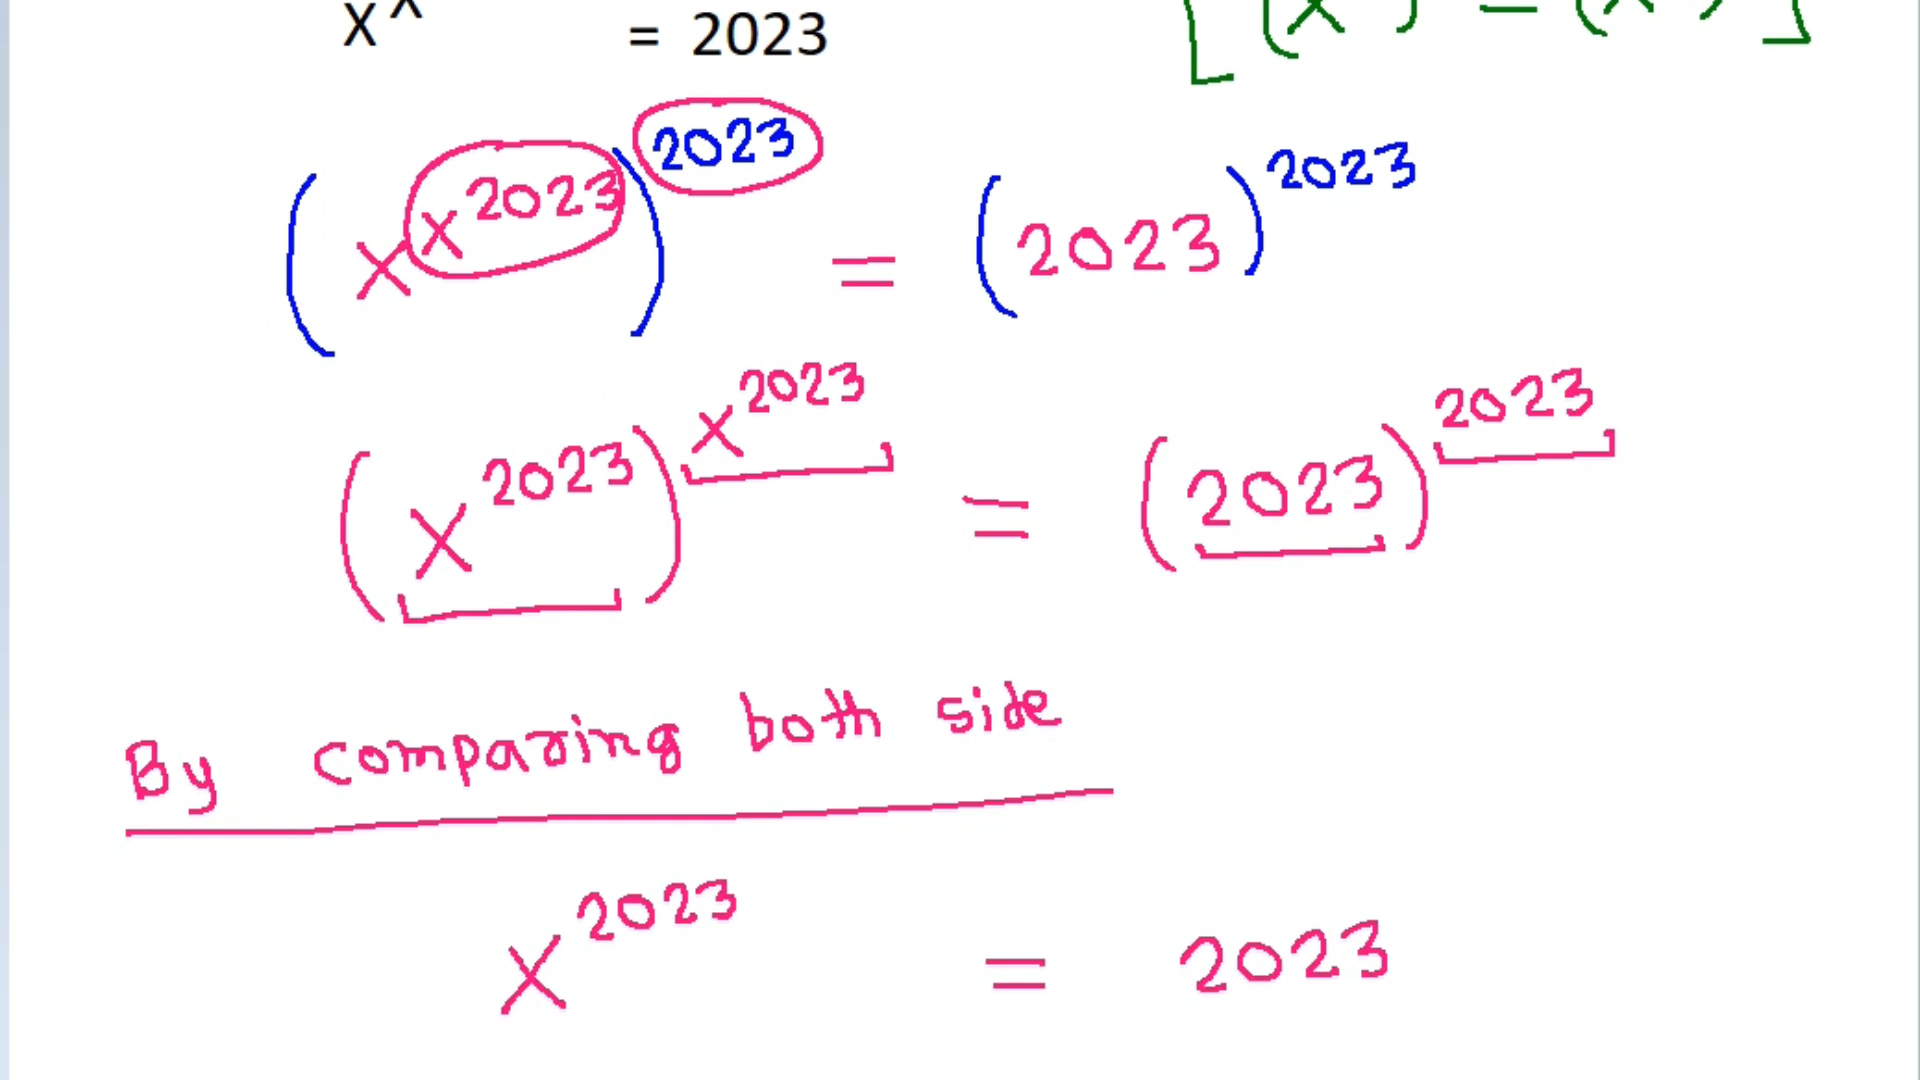 x^x = 2023
[(x ) = (x )]
(x^x^2023)^2023 = (2023)^2023
(x^2023)^x^2023 = (2023)^2023
By comparing both side
x^2023 = 2023